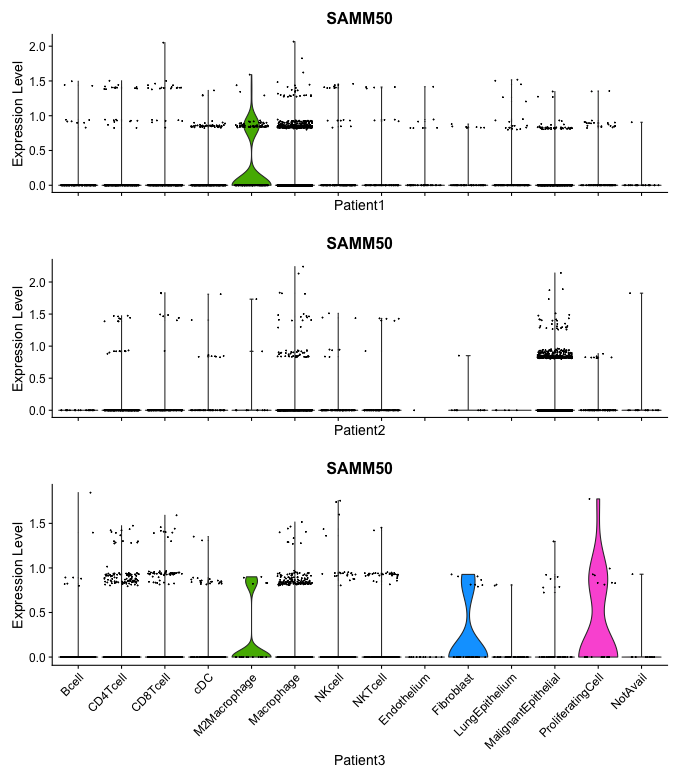 SAMM50
Expression Level
2.0
1.5
1.0
0.5
0.0
Patient1
SAMM50
Expression Level
2.0
1.5
1.0
0.5
0.0
Patient2
SAMM50
Expression Level
1.5
1.0
0.5
0.0
Bcell
CD4Tcell
CD8Tcell
cDC
M2Macrophage
Macrophage
NKcell
NKTcell
Endothelium
Fibroblast
LungEpithelium
MalignantEpithelial
ProliferatingCell
NotAvail
Patient3